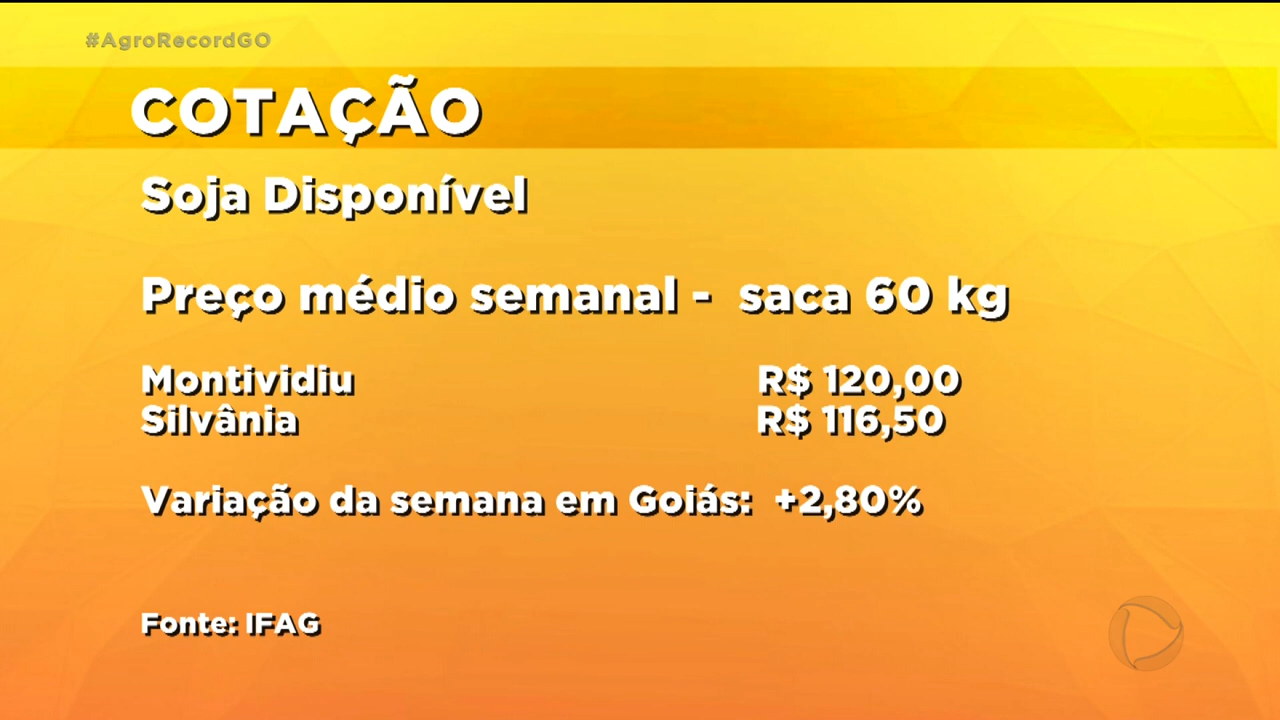 #AgroRecordGO
COTAÇÃO
Soja Disponível
Preço médio semanal - saca 60 kg
Montividiu R$ 120,00
Silvânia R$ 116,50
Variação da semana em Goiás: +2,80%
Fonte: IFAG